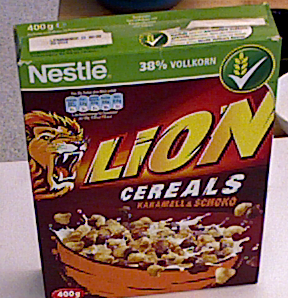 400g
Nestlé
38% VOLLKORN
LION
CEREALS
KARAMELL & SCHOKO
400g